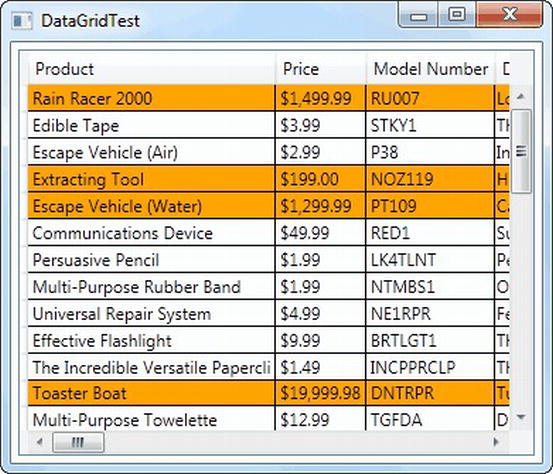 DataGridTest
Product Price Model Number D
Rain Racer 2000 $1,499.99 RU007 Lo
Edible Tape $3.99 STKY1 Th
Escape Vehicle (Air) $2.99 P38 In
Extracting Tool $199.00 NOZ119 H
Escape Vehicle (Water) $1,299.99 PT109 Ca
Communications Device $49.99 RED1 Su
Persuasive Pencil $1.99 LK4TLNT Pe
Multi-Purpose Rubber Band $1.99 NTMBS1 O
Universal Repair System $4.99 NE1RPR Fe
Effective Flashlight $9.99 BRTLGT1 Th
The Incredible Versatile Papercli $1.49 INCPPRCLP Th
Toaster Boat $19,999.98 DNTRPR Tu
Multi-Purpose Towelette $12.99 TGFDA D